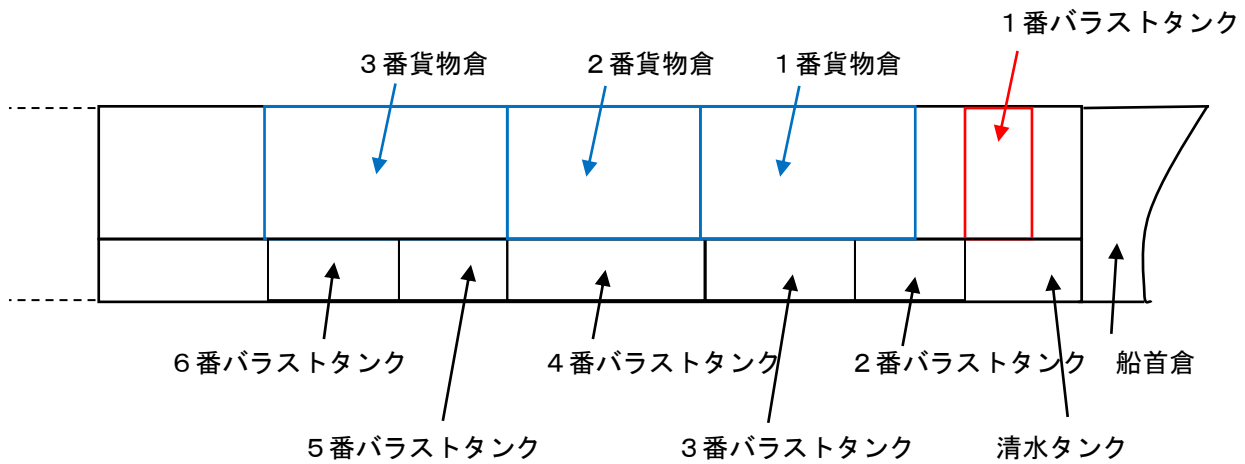 １番バラストタンク
３番貨物倉
２番貨物倉
１番貨物倉
６番バラストタンク
４番バラストタンク
２番バラストタンク
船首倉
５番バラストタンク
３番バラストタンク
清水タンク